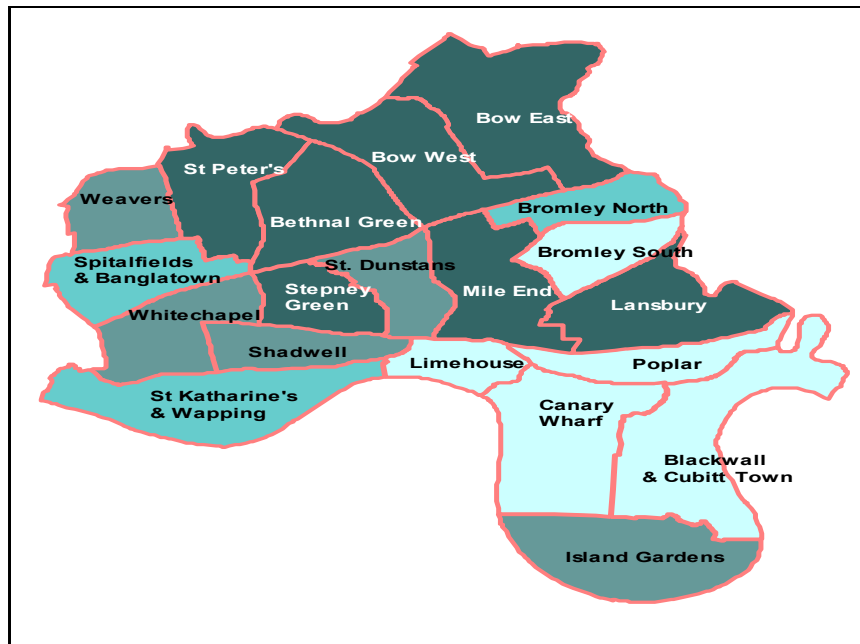 Bow East
Bow West
St Peter's
Weavers
Bromley North
Bethnal Green
Bromley South
Spitalfields
& Banglatown
St. Dunstans
Stepney
Green
Mile End
Lansbury
Whitechapel
Shadwell
Limehouse
Poplar
St Katharine's
& Wapping
Canary
Wharf
Blackwall
& Cubitt Town
Island Gardens